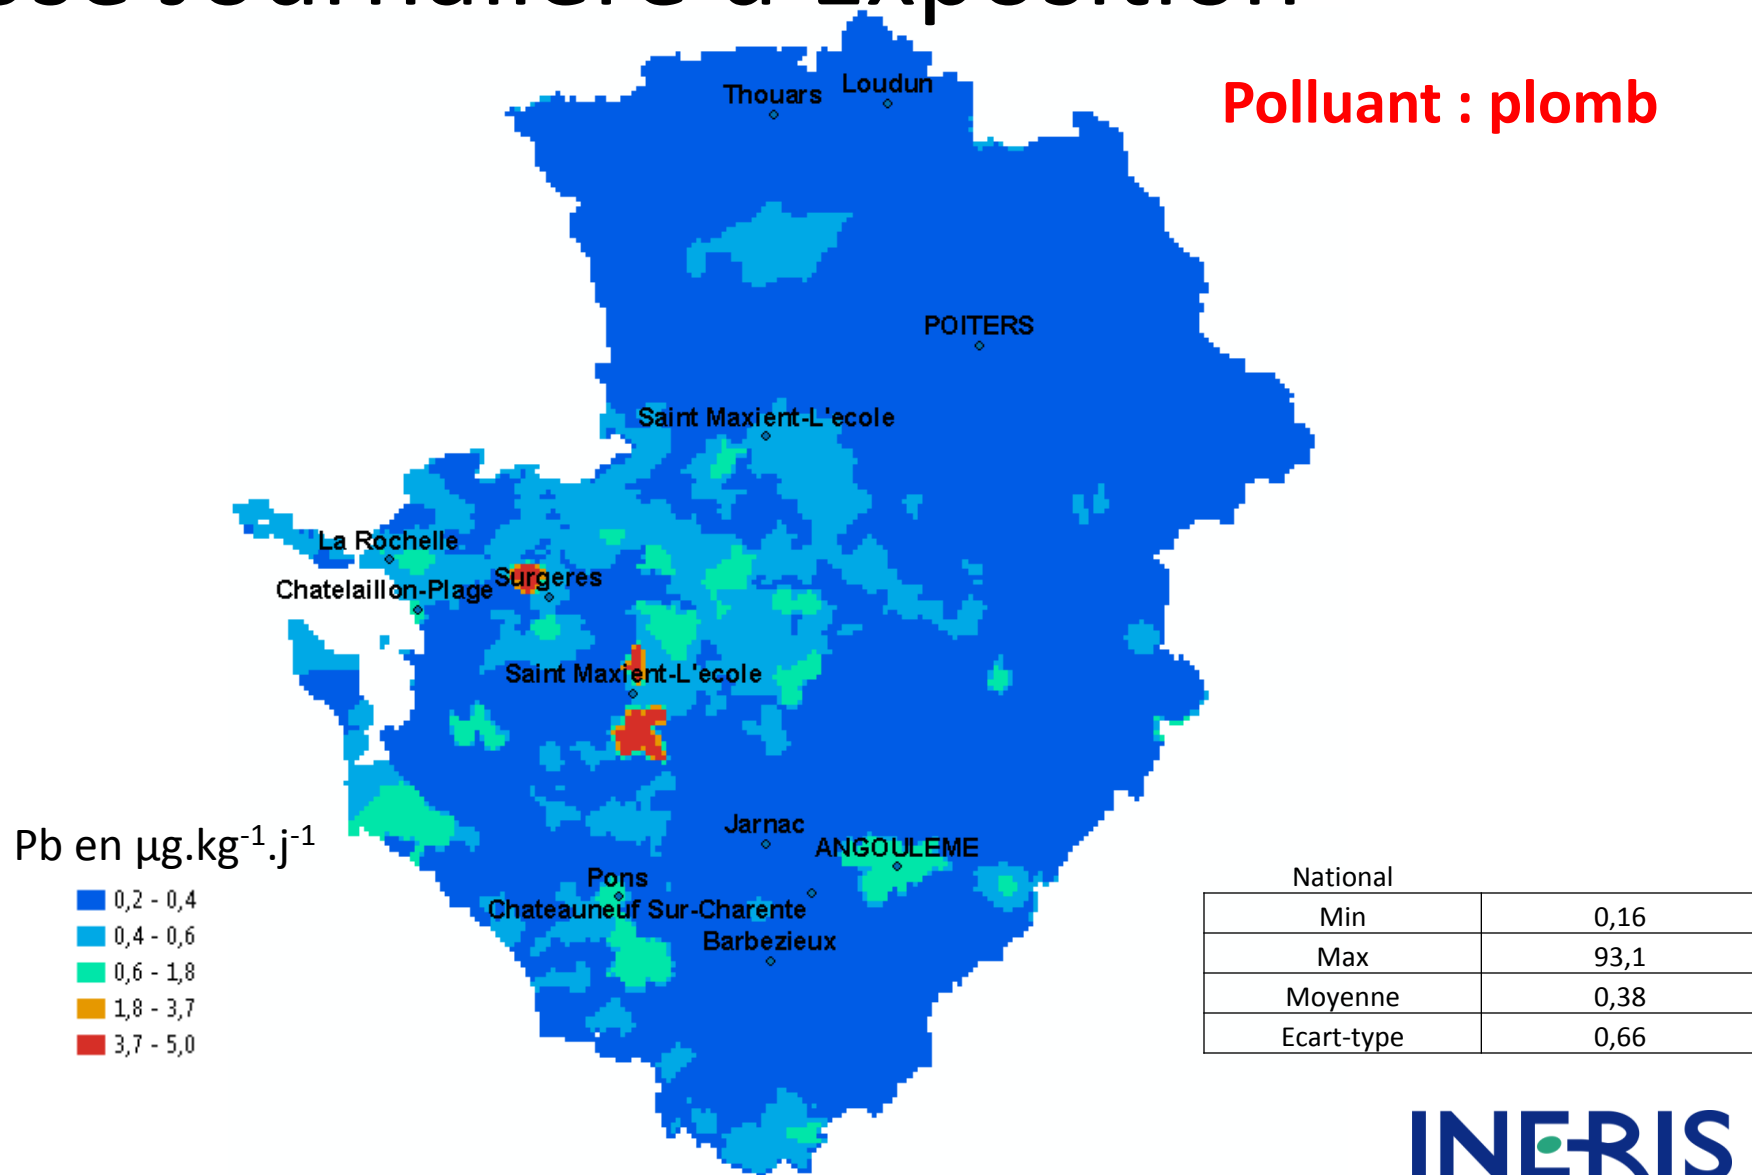 Journalière d'Exposition
Polluant : plomb
Thouars
Loudun
POITERS
Saint Maxient-L'ecole
La Rochelle
Surgeres
Chatelaillon-Plage
Saint Maxient-L'ecole
Jarnac
ANGOULEME
Pons
Chateauneuf Sur-Charente
Barbezieux
Pb en µg.kg⁻¹.j⁻¹
0,2 - 0,4
0,4 - 0,6
0,6 - 1,8
1,8 - 3,7
3,7 - 5,0
National
Min 0,16
Max 93,1
Moyenne 0,38
Ecart-type 0,66
INERIS